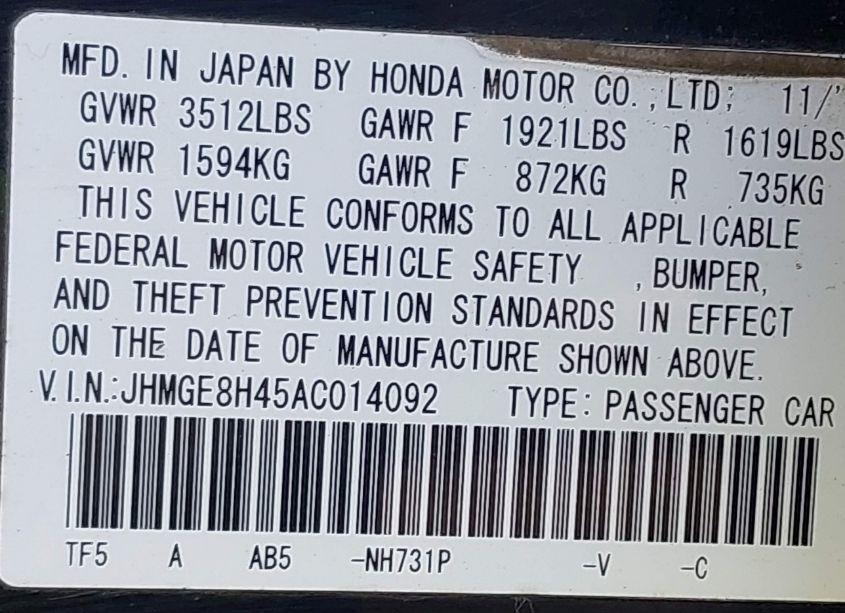 MFD. IN JAPAN BY HONDA MOTOR CO.,LTD; 11/'
GVWR 3512LBS GAWR F 1921LBS R 1619LBS
GVWR 1594KG GAWR F 872KG R 735KG
THIS VEHICLE CONFORMS TO ALL APPLICABLE
FEDERAL MOTOR VEHICLE SAFETY , BUMPER,
AND THEFT PREVENTION STANDARDS IN EFFECT
ON THE DATE OF MANUFACTURE SHOWN ABOVE.
V.I.N.:JHMGE8H45AC014092 TYPE: PASSENGER CAR
TF5 A AB5 -NH731P -V -C